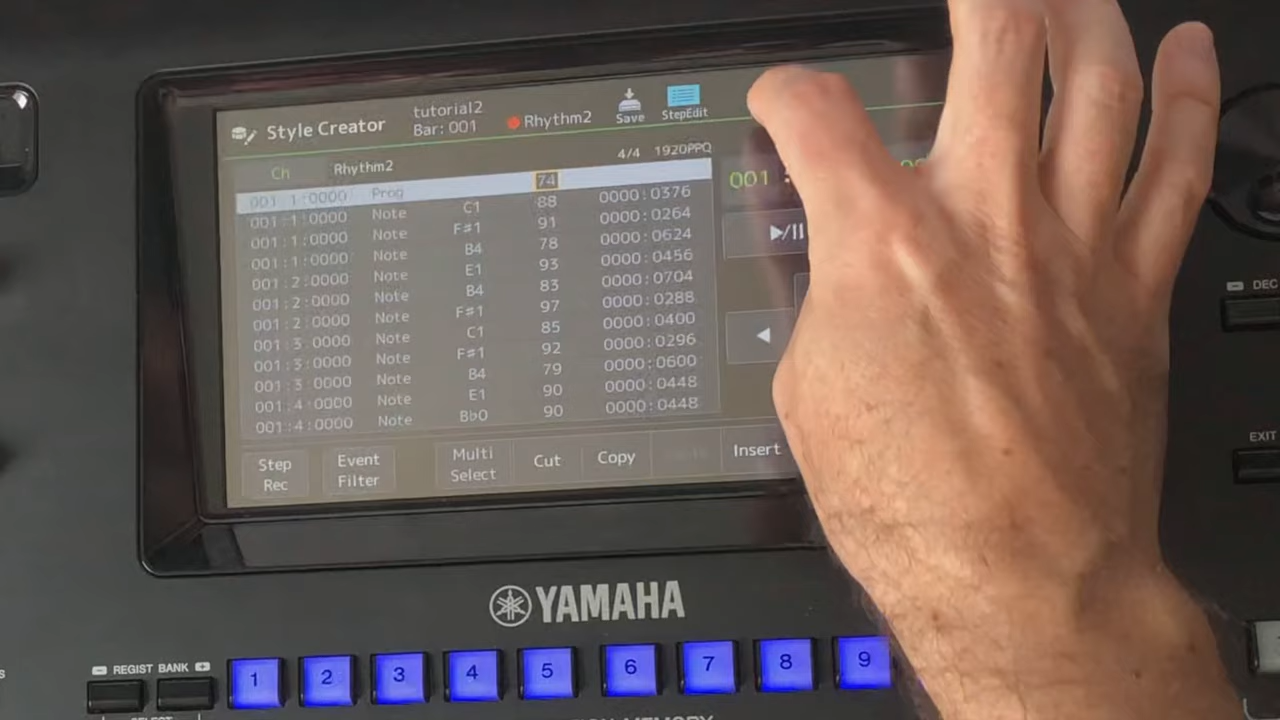 Style Creator
tutorial2
Bar: 001
Rhythm2
Save
StepEdit
Ch Rhythm2 4/4 1920PPQ
001 1:0000 Prog 74
001:1:0000 Note C1 88 0000:0376
001:1:0000 Note F#1 91 0000:0264
001:1:0000 Note B4 78 0000:0624
001:2:0000 Note E1 93 0000:0456
001:2:0000 Note B4 83 0000:0704
001:2:0000 Note F#1 97 0000:0288
001:3:0000 Note C1 85 0000:0400
001:3:0000 Note F#1 92 0000:0296
001:3:0000 Note B4 79 0000:0600
001:4:0000 Note E1 90 0000:0448
001:4:0000 Note Bb0 90 0000:0448
001 :
Step
Rec
Event
Filter
Multi
Select
Cut
Copy
Insert
DEC
EXIT
YAMAHA
REGIST BANK
1 2 3 4 5 6 7 8 9